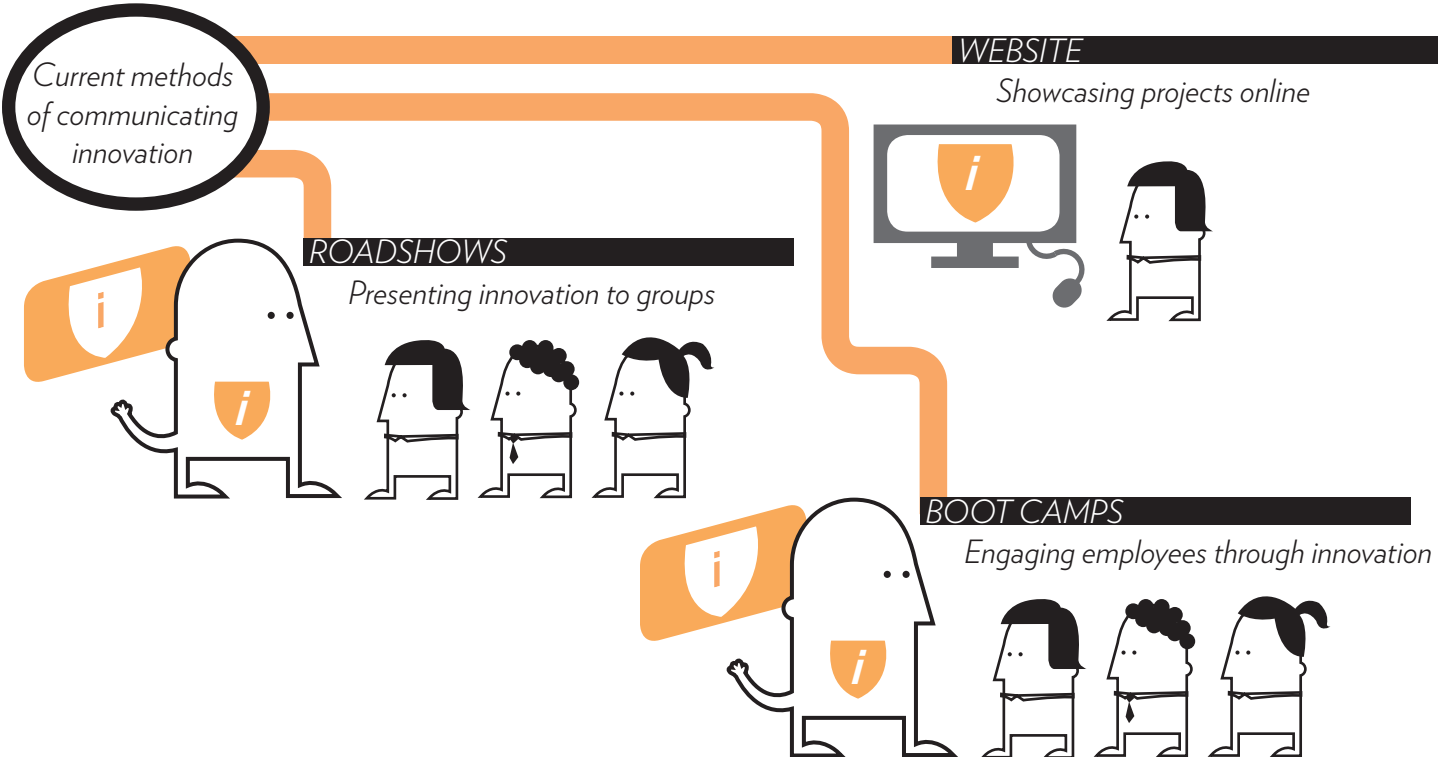 Current methods
of communicating
innovation
WEBSITE
Showcasing projects online
i
ROADSHOWS
Presenting innovation to groups
i
i
BOOT CAMPS
Engaging employees through innovation
i
i